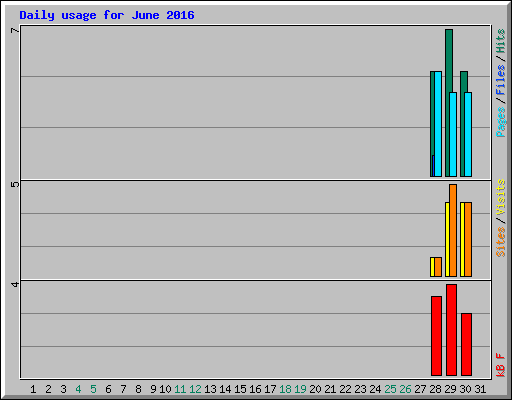 Daily usage for June 2016
7
5
4
Pages / Files / Hits
Sites / Visits
kB F
1 2 3 4 5 6 7 8 9 10 11 12 13 14 15 16 17 18 19 20 21 22 23 24 25 26 27 28 29 30 31